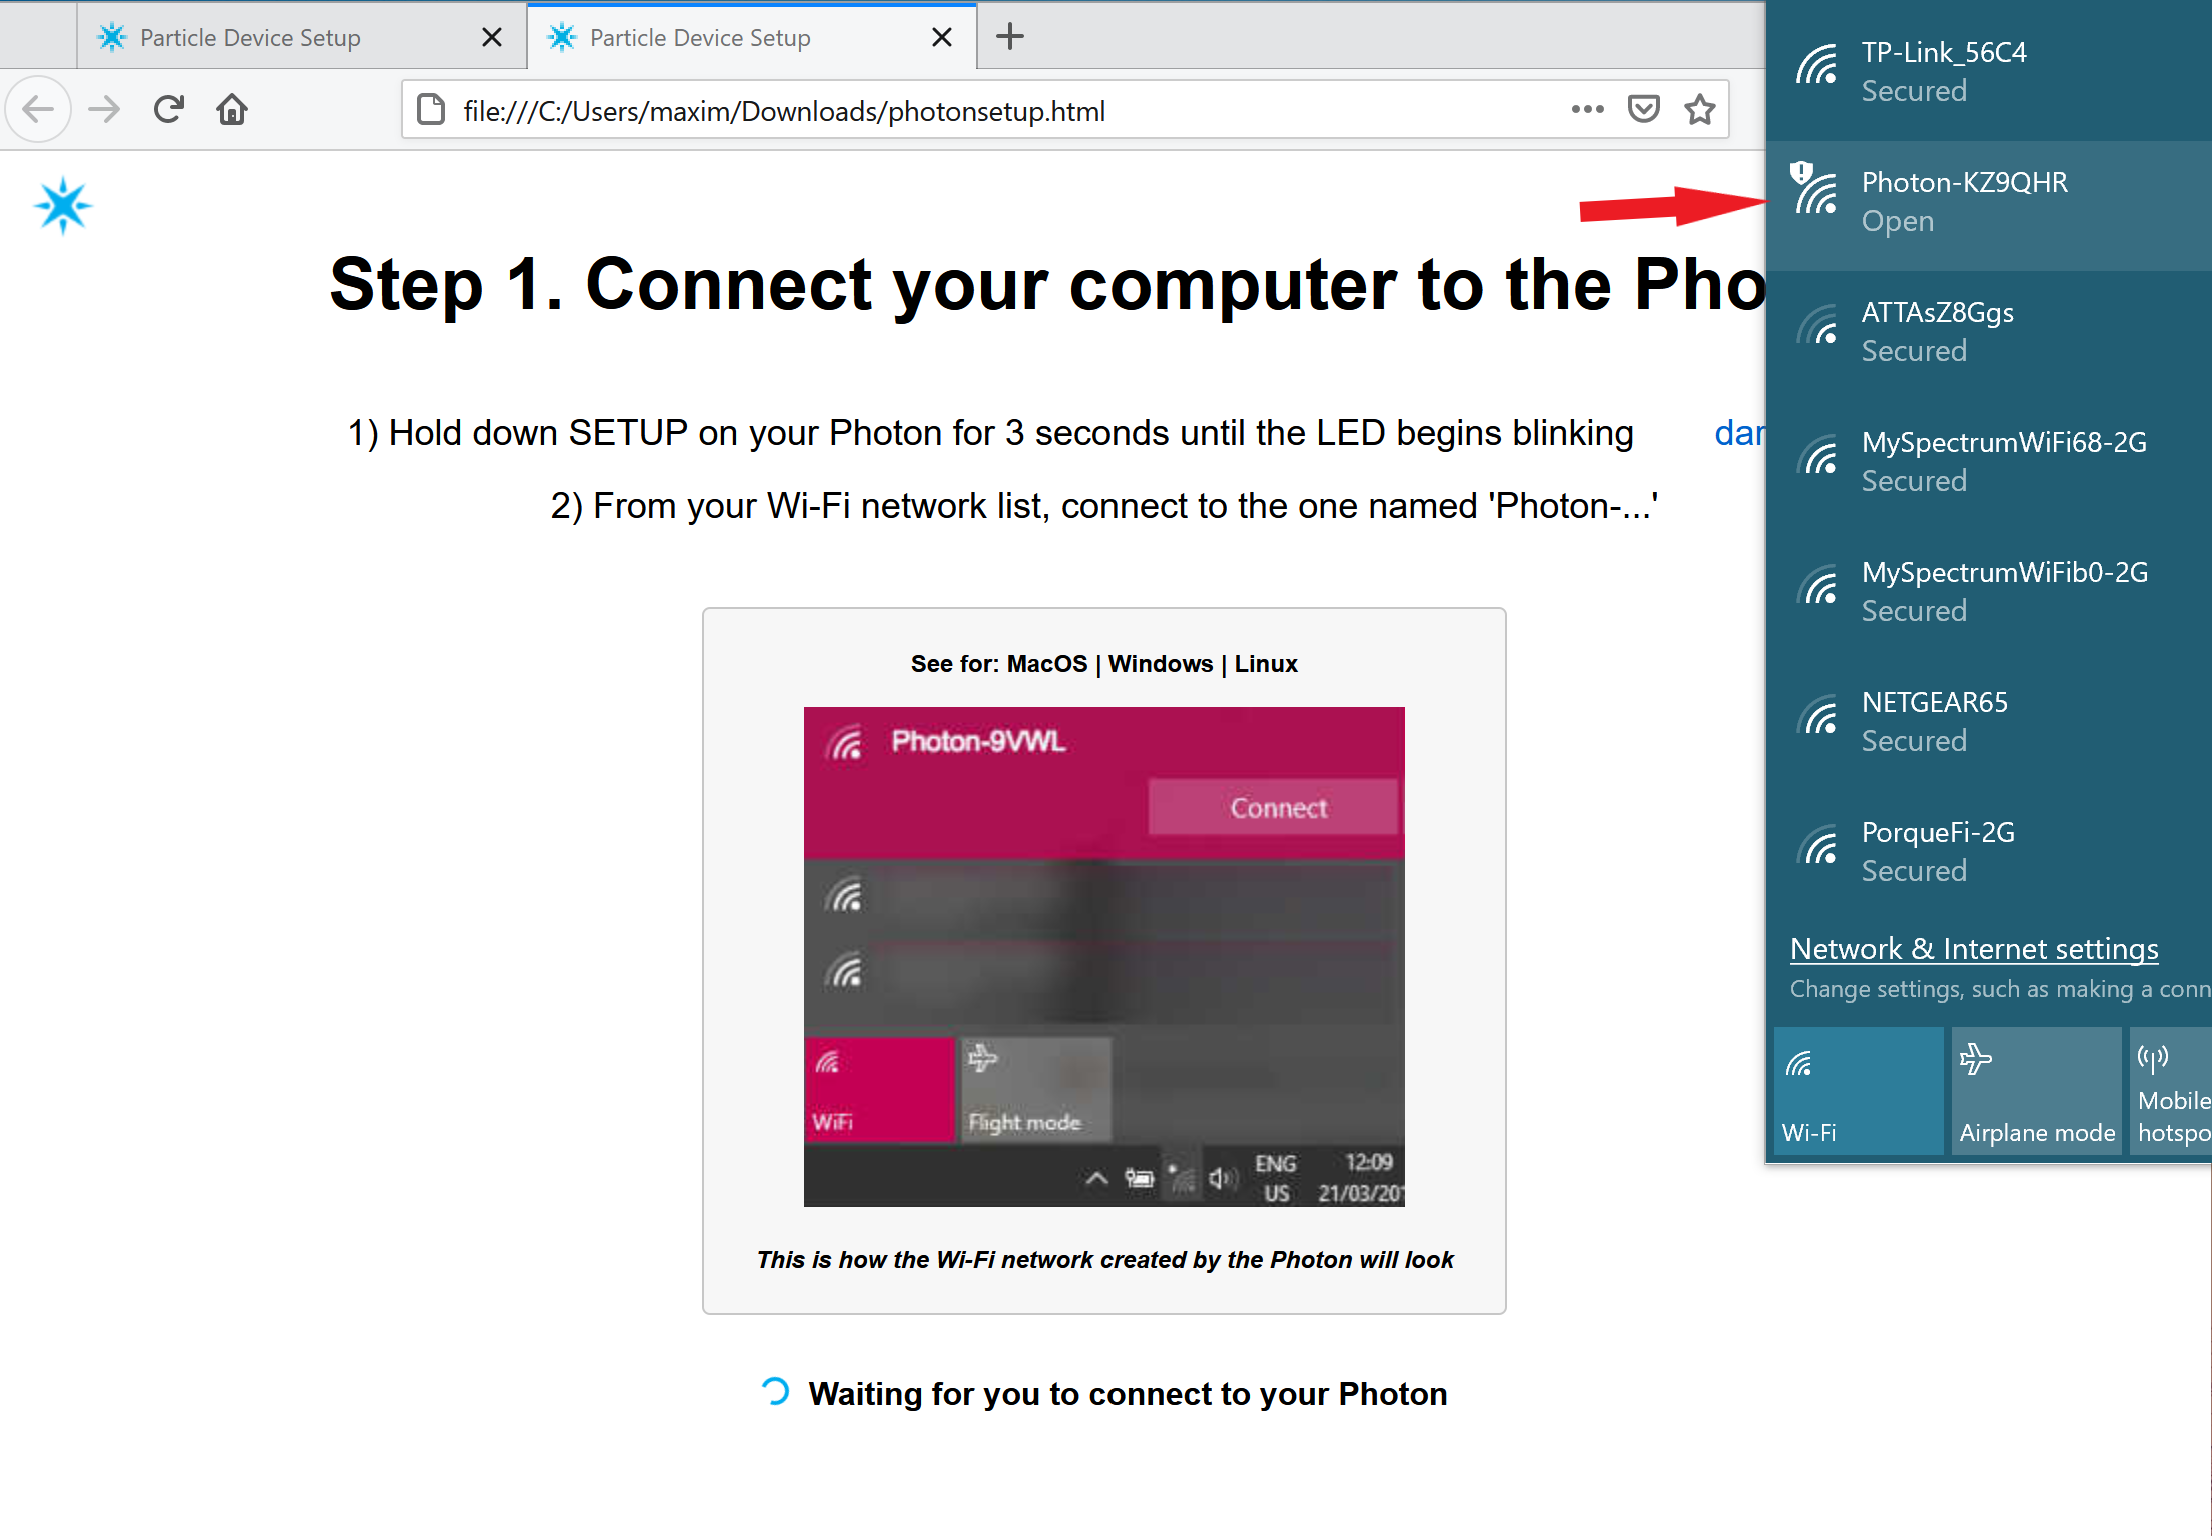 Particle Device Setup
Particle Device Setup
file:///C:/Users/maxim/Downloads/photonsetup.html
Step 1. Connect your computer to the Pho
1) Hold down SETUP on your Photon for 3 seconds until the LED begins blinking dar
2) From your Wi-Fi network list, connect to the one named 'Photon-...'
See for: MacOS | Windows | Linux
Photon-9VWL
Connect
WiFi
Flight mode
ENG
US
12:09
21/03/201
This is how the Wi-Fi network created by the Photon will look
Waiting for you to connect to your Photon
TP-Link_56C4
Secured
Photon-KZ9QHR
Open
ATTAsZ8Ggs
Secured
MySpectrumWiFi68-2G
Secured
MySpectrumWiFib0-2G
Secured
NETGEAR65
Secured
PorqueFi-2G
Secured
Network & Internet settings
Change settings, such as making a conn
Wi-Fi
Airplane mode
Mobile
hotspo